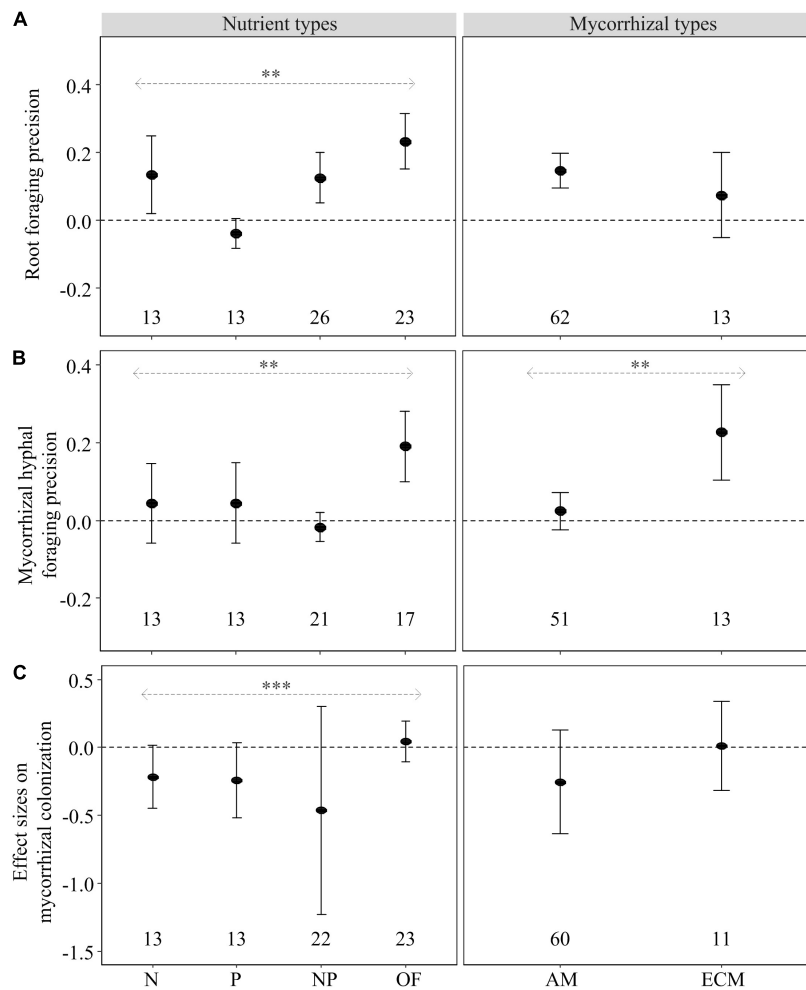 A
Nutrient types
Mycorrhizal types
Root foraging precision
0.4
0.2
0.0
-0.2
**
13 13 26 23
62 13
B
Mycorrhizal hyphal
foraging precision
0.4
0.2
0.0
-0.2
**
**
13 13 21 17
51 13
C
Effect sizes on
mycorrhizal colonization
0.5
0.0
-0.5
-1.0
-1.5
***
13 13 22 23
60 11
N P NP OF
AM ECM